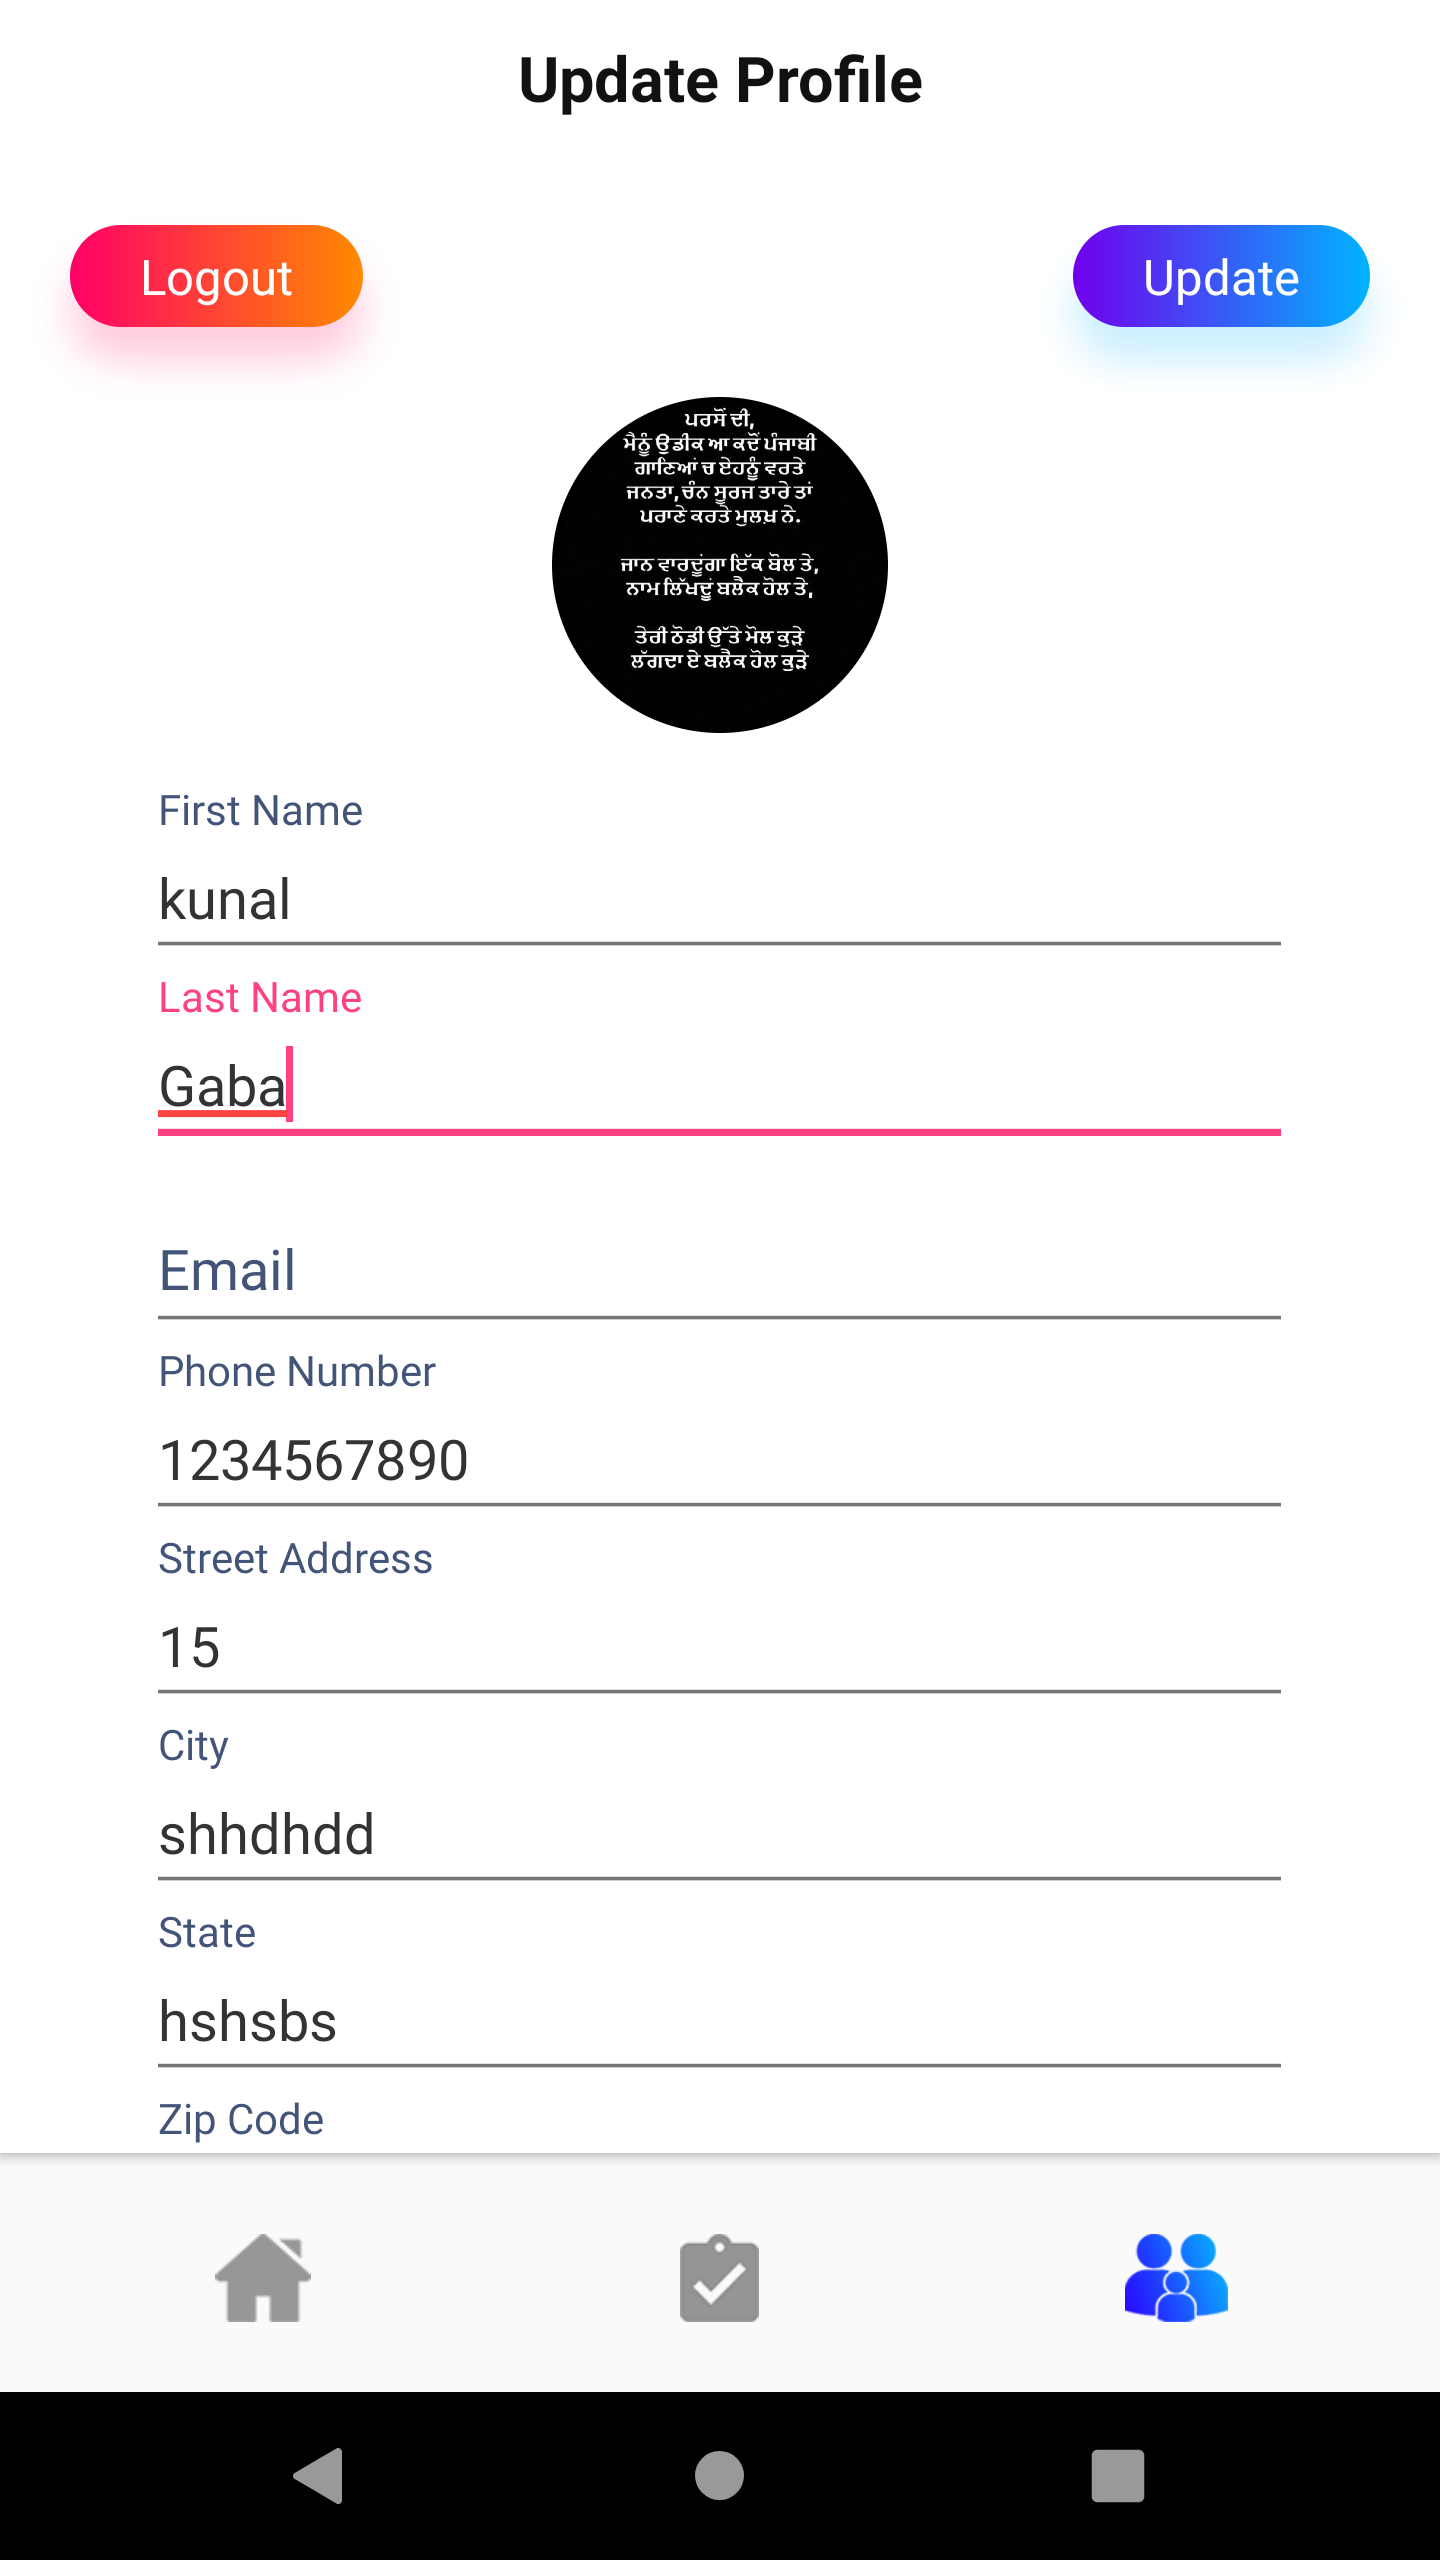 Update Profile
Logout
Update
ਪਰਸੋਂ ਦੀ,
ਮੈਨੂੰ ਉਡੀਕ ਆ ਕਦੋਂ ਪੰਜਾਬੀ
ਗਾਣਿਆਂ ਚ ਏਹਨੂੰ ਵਰਤੇ
ਜਨਤਾ, ਚੰਨ ਸੂਰਜ ਤਾਰੇ ਤਾਂ
ਪਰਾਣੇ ਕਰਤੇ ਮੁਲਖ਼ ਨੇ.
ਜਾਨ ਵਾਰਦੂੰਗਾ ਇੱਕ ਬੋਲ ਤੇ,
ਨਾਮ ਲਿੱਖਦੂੰ ਬਲੈਕ ਹੋਲ ਤੇ,
ਤੇਰੀ ਠੋਡੀ ਉੱਤੇ ਮੋਲ ਕੁੜੇ
ਲੱਗਦਾ ਏ ਬਲੈਕ ਹੋਲ ਕੁੜੇ
First Name
kunal
Last Name
Gaba
Email
Phone Number
1234567890
Street Address
15
City
shhdhdd
State
hshsbs
Zip Code